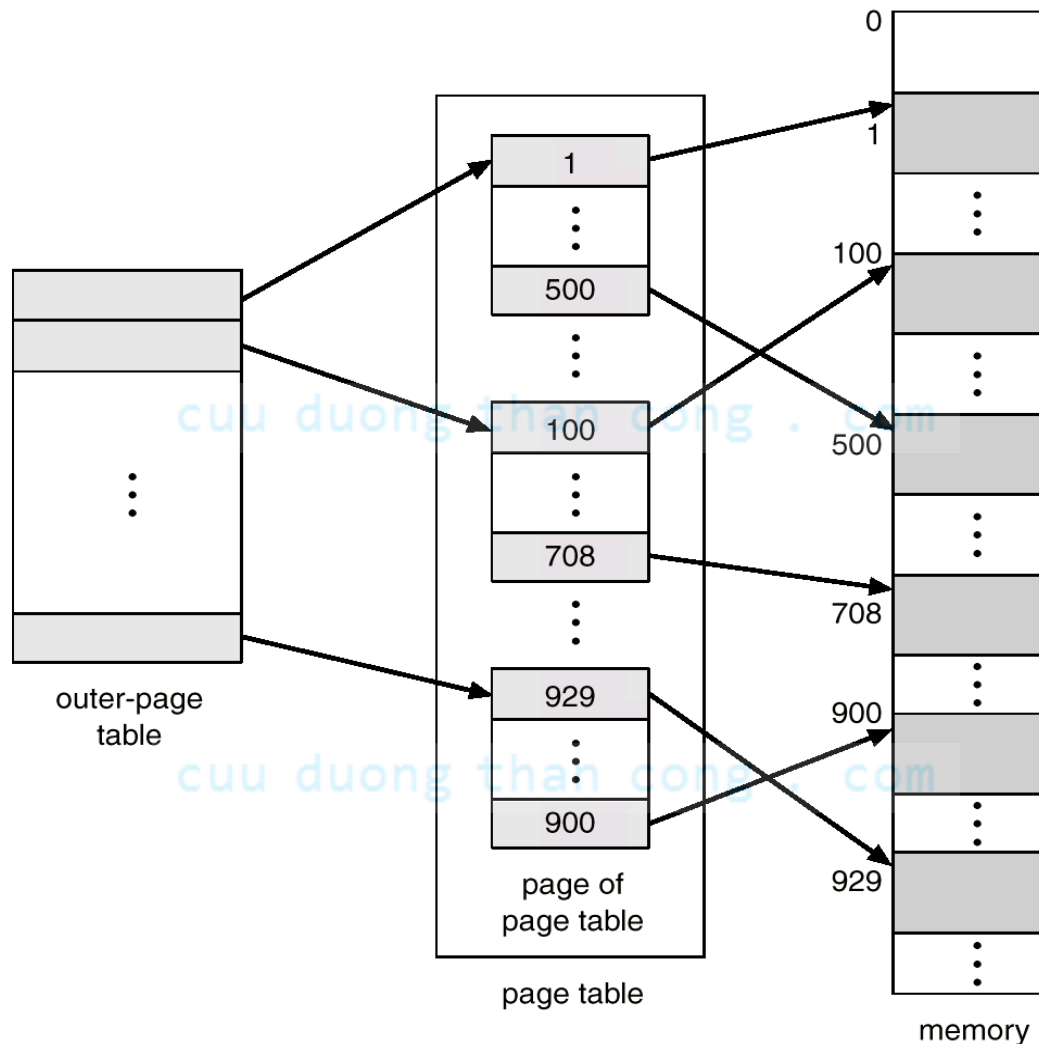 0
1
1
500
100
100
cuu duong than cong . com
500
708
708
outer-page
table
929
900
cuu duong than cong . com
900
929
page of
page table
page table
memory